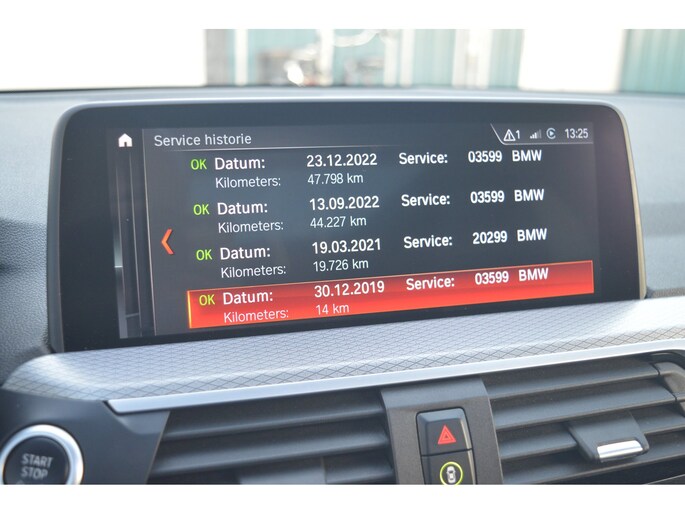 Service historie 1 13:25
OK Datum: 23.12.2022 Service: 03599 BMW
Kilometers: 47.798 km
OK Datum: 13.09.2022 Service: 03599 BMW
Kilometers: 44.227 km
OK Datum: 19.03.2021 Service: 20299 BMW
Kilometers: 19.726 km
OK Datum: 30.12.2019 Service: 03599 BMW
Kilometers: 14 km
START
STOP